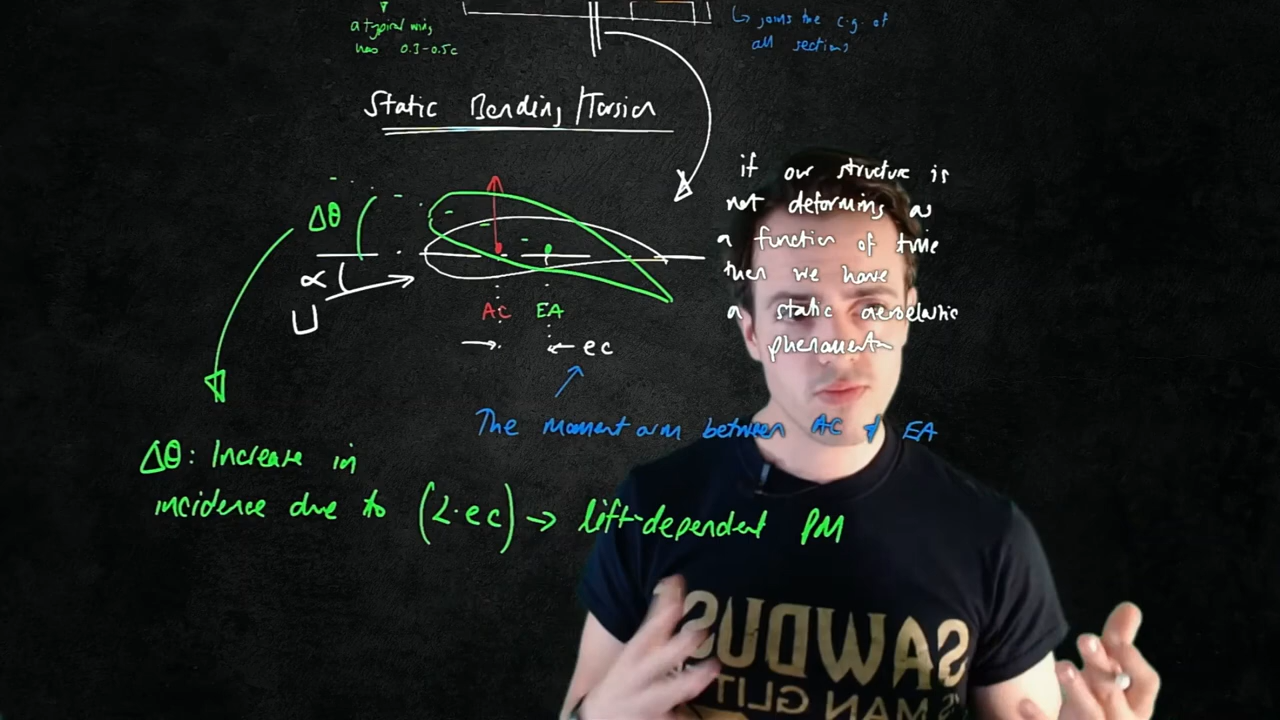 a typical wing
has 0.3-0.5c
↳ joins the c.g. of
all sections
Static Bending/Torsion
if our structure is
not deforming as
a function of time
then we have
a static aeroelastic
Δθ
α
U
AC EA
ec
The moment arm between AC & EA
Δθ: Increase in
incidence due to (L·ec) → lift-dependent PM
SAWDUS
MAN GLIT